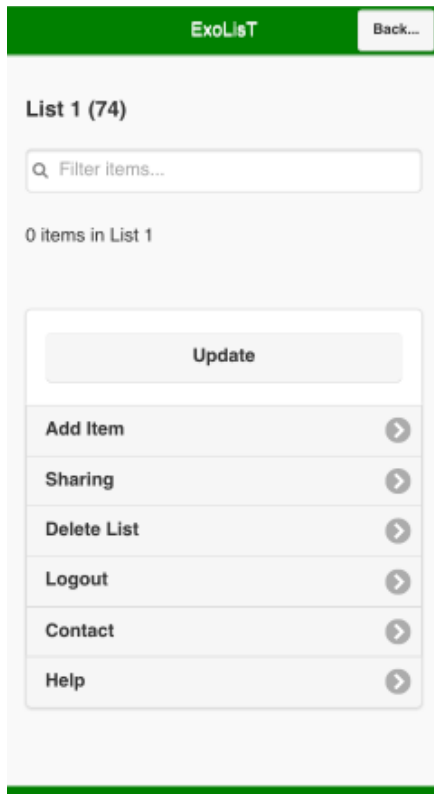 ExoLisT
Back...
List 1 (74)
Filter items...
0 items in List 1
Update
Add Item
Sharing
Delete List
Logout
Contact
Help